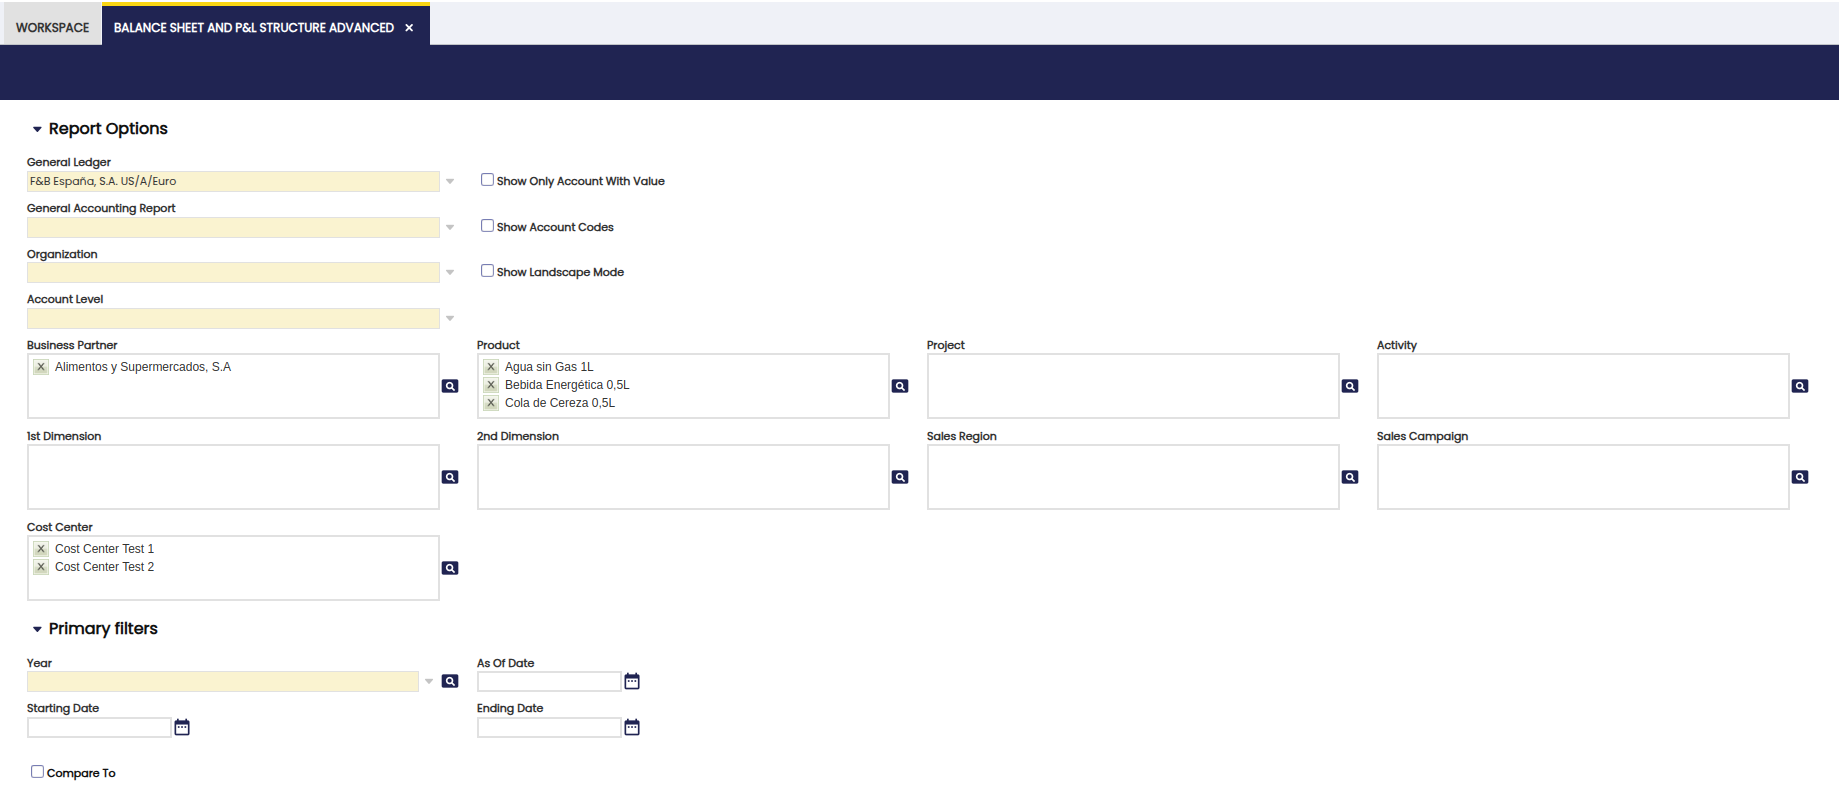 WORKSPACE
BALANCE SHEET AND P&L STRUCTURE ADVANCED ×
Report Options
General Ledger
F&B España, S.A. US/A/Euro
Show Only Account With Value
General Accounting Report
Show Account Codes
Organization
Show Landscape Mode
Account Level
Business Partner
X Alimentos y Supermercados, S.A
Product
X Agua sin Gas 1L
X Bebida Energética 0,5L
X Cola de Cereza 0,5L
Project
Activity
1st Dimension
2nd Dimension
Sales Region
Sales Campaign
Cost Center
X Cost Center Test 1
X Cost Center Test 2
Primary filters
Year
As Of Date
Starting Date
Ending Date
Compare To